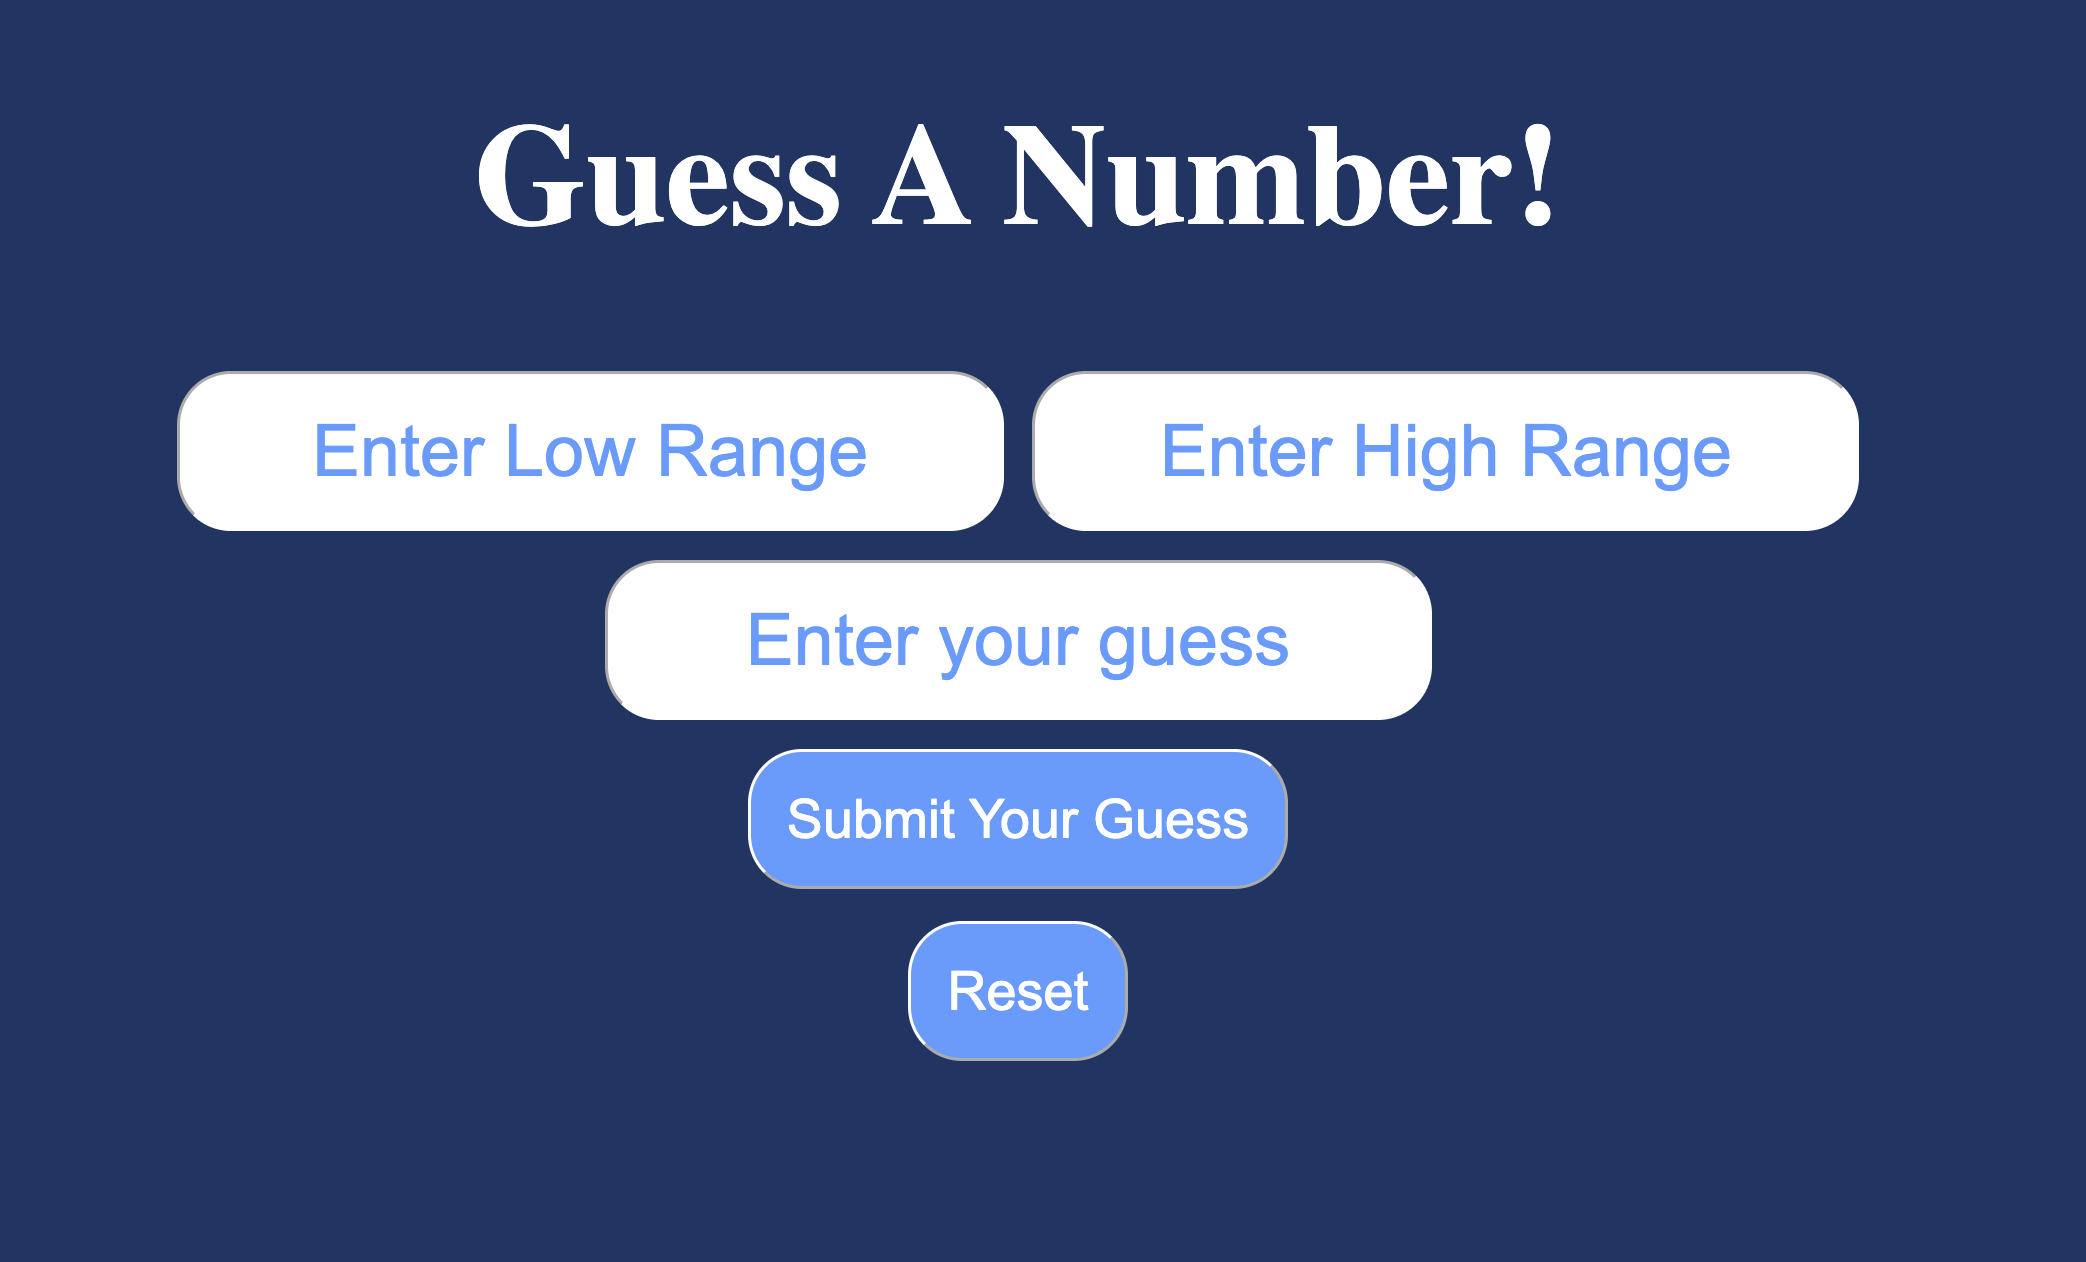 Guess A Number!
Enter Low Range Enter High Range
Enter your guess
Submit Your Guess
Reset